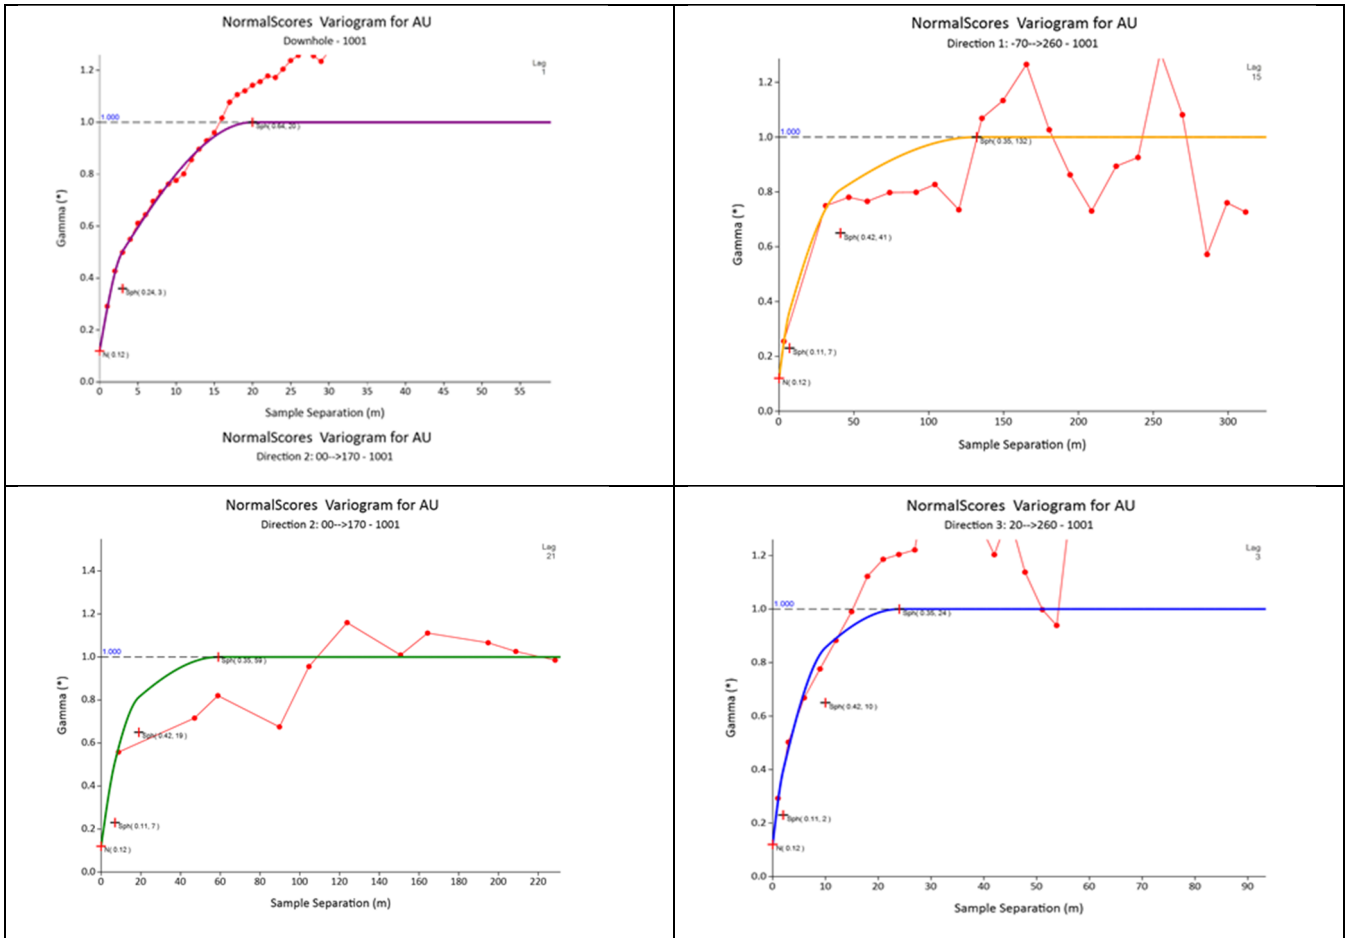 NormalScores Variogram for AU
Downhole - 1001
Lag
1
Gamma (*)
1.2
1.0
0.8
0.6
0.4
0.2
0.0
1.000
Sph( 0.64, 20 )
Sph( 0.24, 3 )
N( 0.12 )
0 5 10 15 20 25 30 35 40 45 50 55
Sample Separation (m)
NormalScores Variogram for AU
Direction 2: 00-->170 - 1001
NormalScores Variogram for AU
Direction 1: -70-->260 - 1001
Lag
15
Gamma (*)
1.2
1.0
0.8
0.6
0.4
0.2
0.0
1.000
Sph( 0.35, 132 )
Sph( 0.42, 41 )
Sph( 0.11, 7 )
N( 0.12 )
0 50 100 150 200 250 300
Sample Separation (m)
NormalScores Variogram for AU
Direction 2: 00-->170 - 1001
Lag
21
Gamma (*)
1.4
1.2
1.0
0.8
0.6
0.4
0.2
0.0
1.000
Sph( 0.35, 59 )
Sph( 0.42, 19 )
Sph( 0.11, 7 )
N( 0.12 )
0 20 40 60 80 100 120 140 160 180 200 220
Sample Separation (m)
NormalScores Variogram for AU
Direction 3: 20-->260 - 1001
Lag
3
Gamma (*)
1.2
1.0
0.8
0.6
0.4
0.2
0.0
1.000
Sph( 0.35, 24 )
Sph( 0.42, 10 )
Sph( 0.11, 2 )
N( 0.12 )
0 10 20 30 40 50 60 70 80 90
Sample Separation (m)